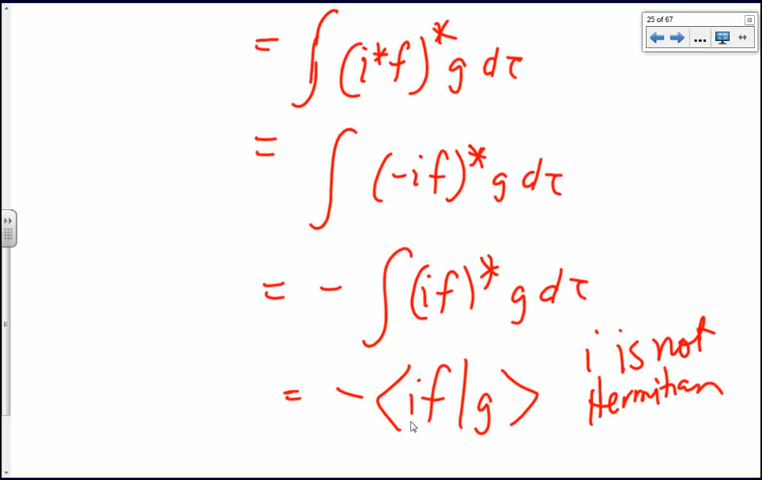 25 of 67
= ∫ (i*f)* g dτ
= ∫ (-if)* g dτ
= - ∫ (if)* g dτ
= - <if|g>
i is not
Hermitian